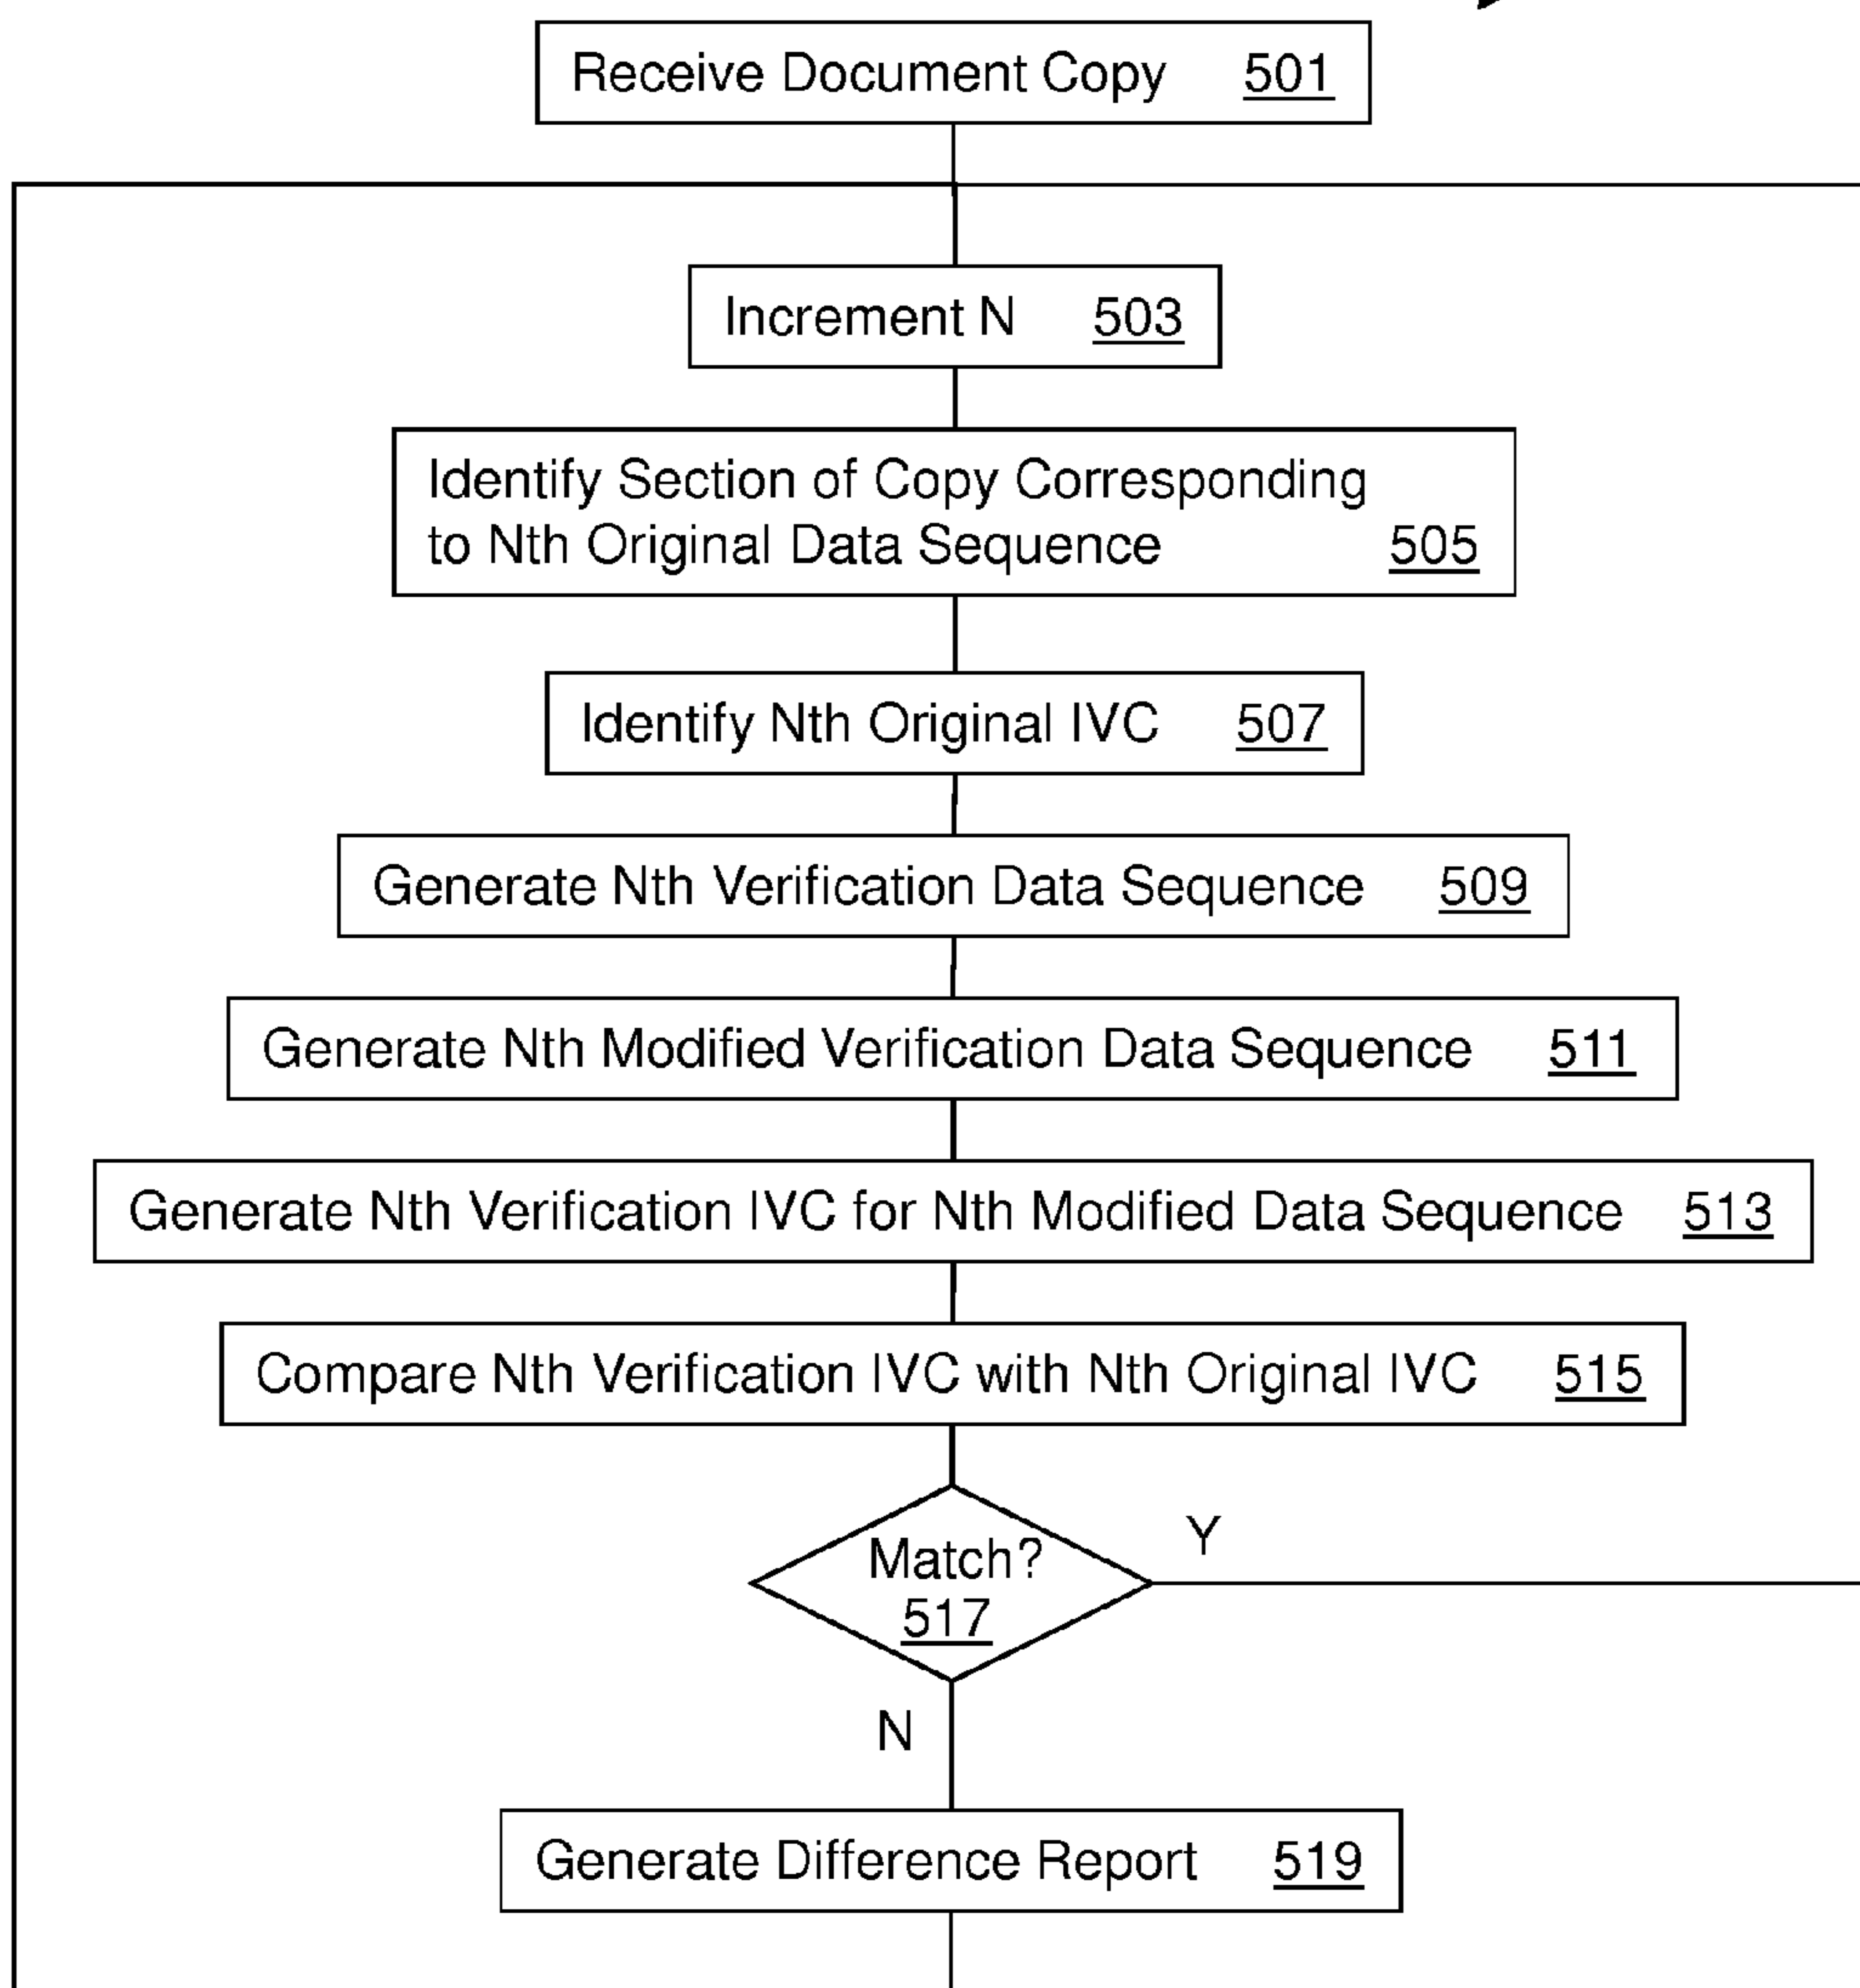 Receive Document Copy 501
Increment N 503
Identify Section of Copy Corresponding
to Nth Original Data Sequence 505
Identify Nth Original IVC 507
Generate Nth Verification Data Sequence 509
Generate Nth Modified Verification Data Sequence 511
Generate Nth Verification IVC for Nth Modified Data Sequence 513
Compare Nth Verification IVC with Nth Original IVC 515
Y
Match?
517
N
Generate Difference Report 519